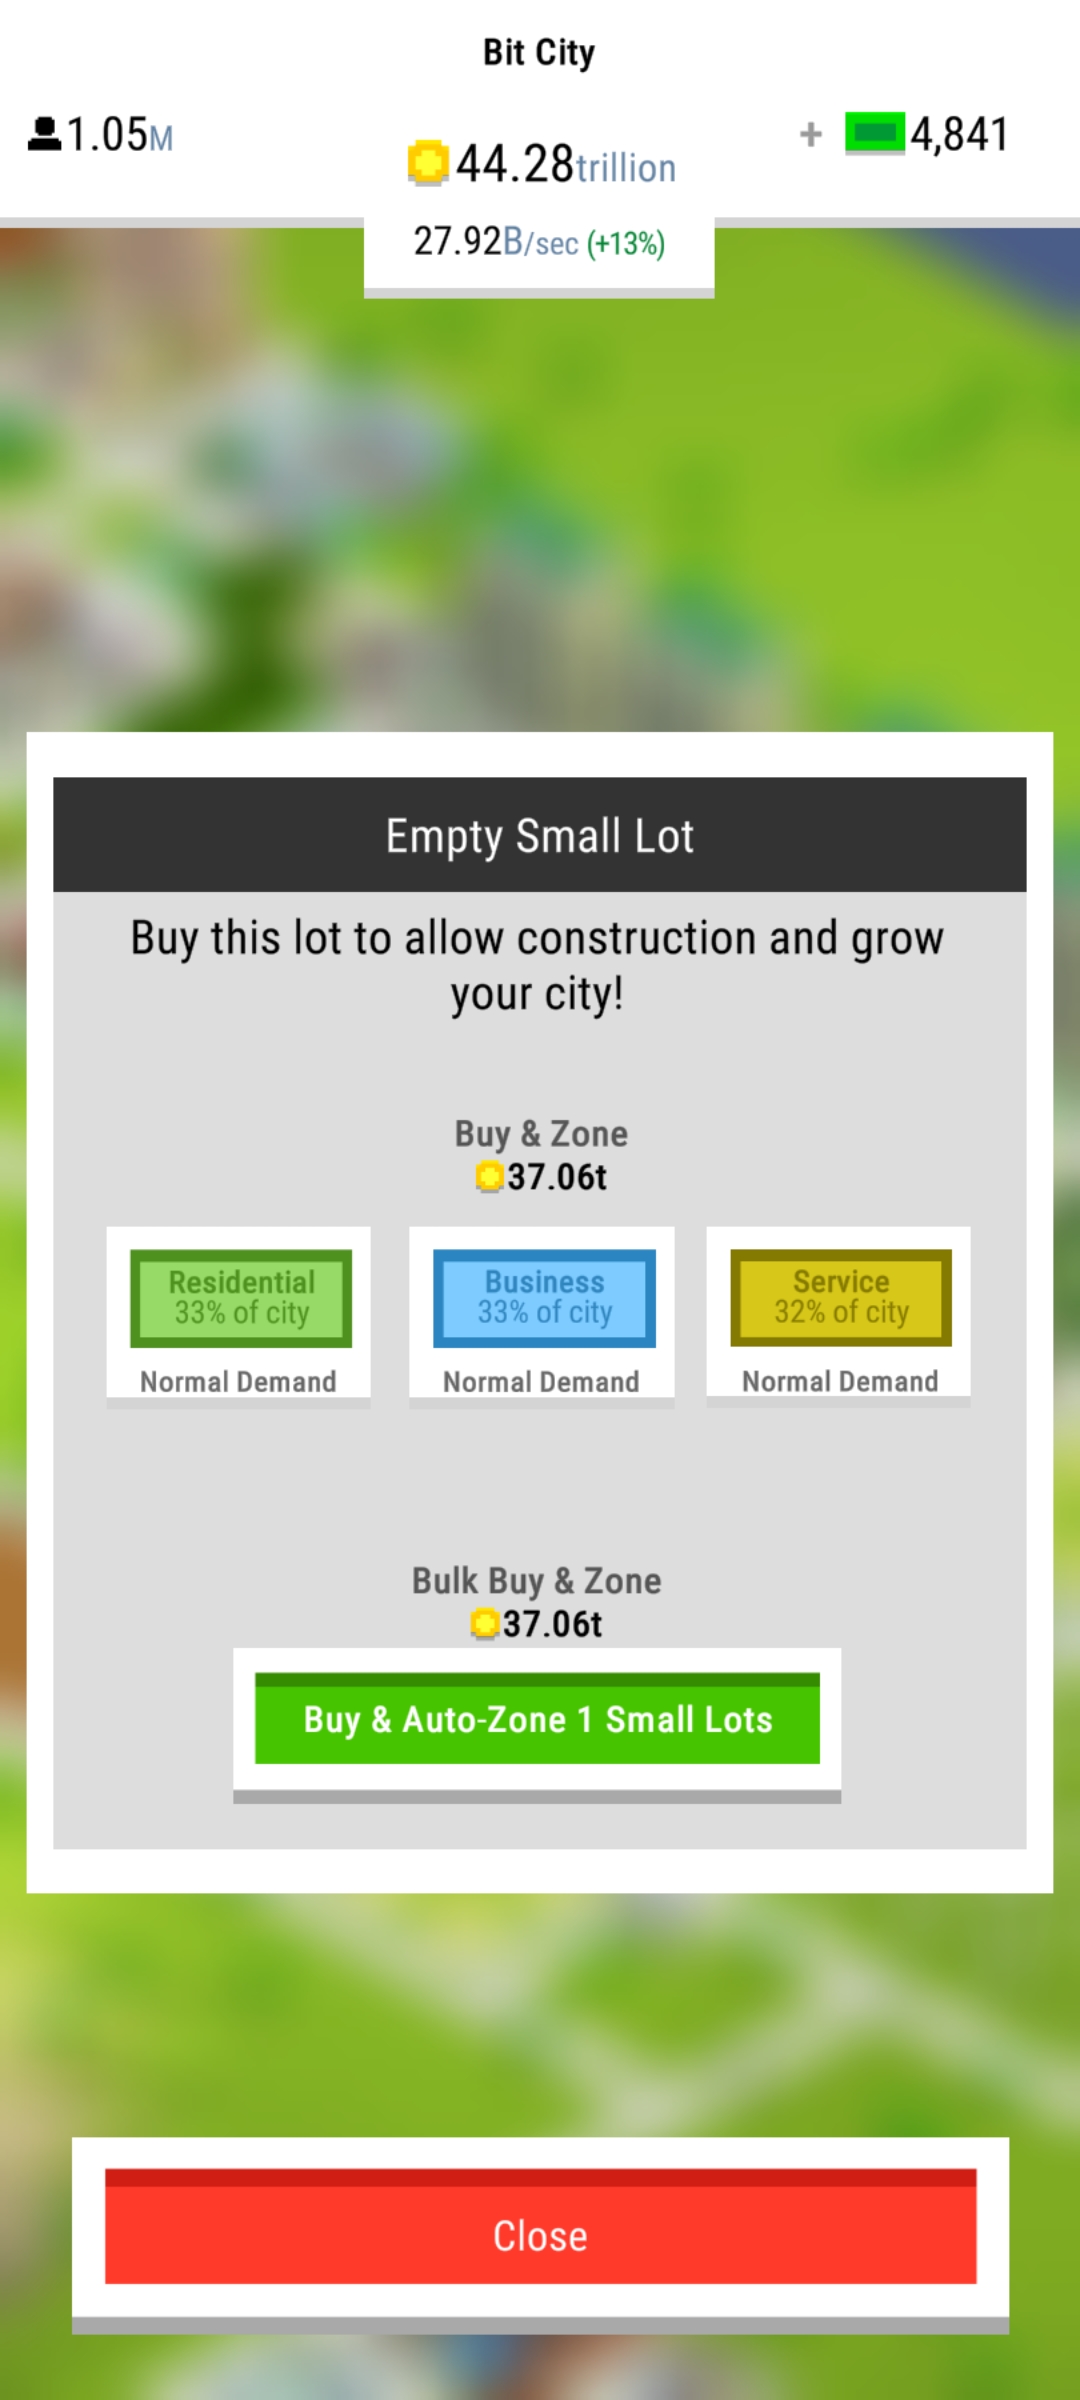 Bit City
1.05M
44.28trillion
+ 4,841
27.92B/sec (+13%)
Empty Small Lot
Buy this lot to allow construction and grow
your city!
Buy & Zone
37.06t
Residential
33% of city
Normal Demand
Business
33% of city
Normal Demand
Service
32% of city
Normal Demand
Bulk Buy & Zone
37.06t
Buy & Auto-Zone 1 Small Lots
Close